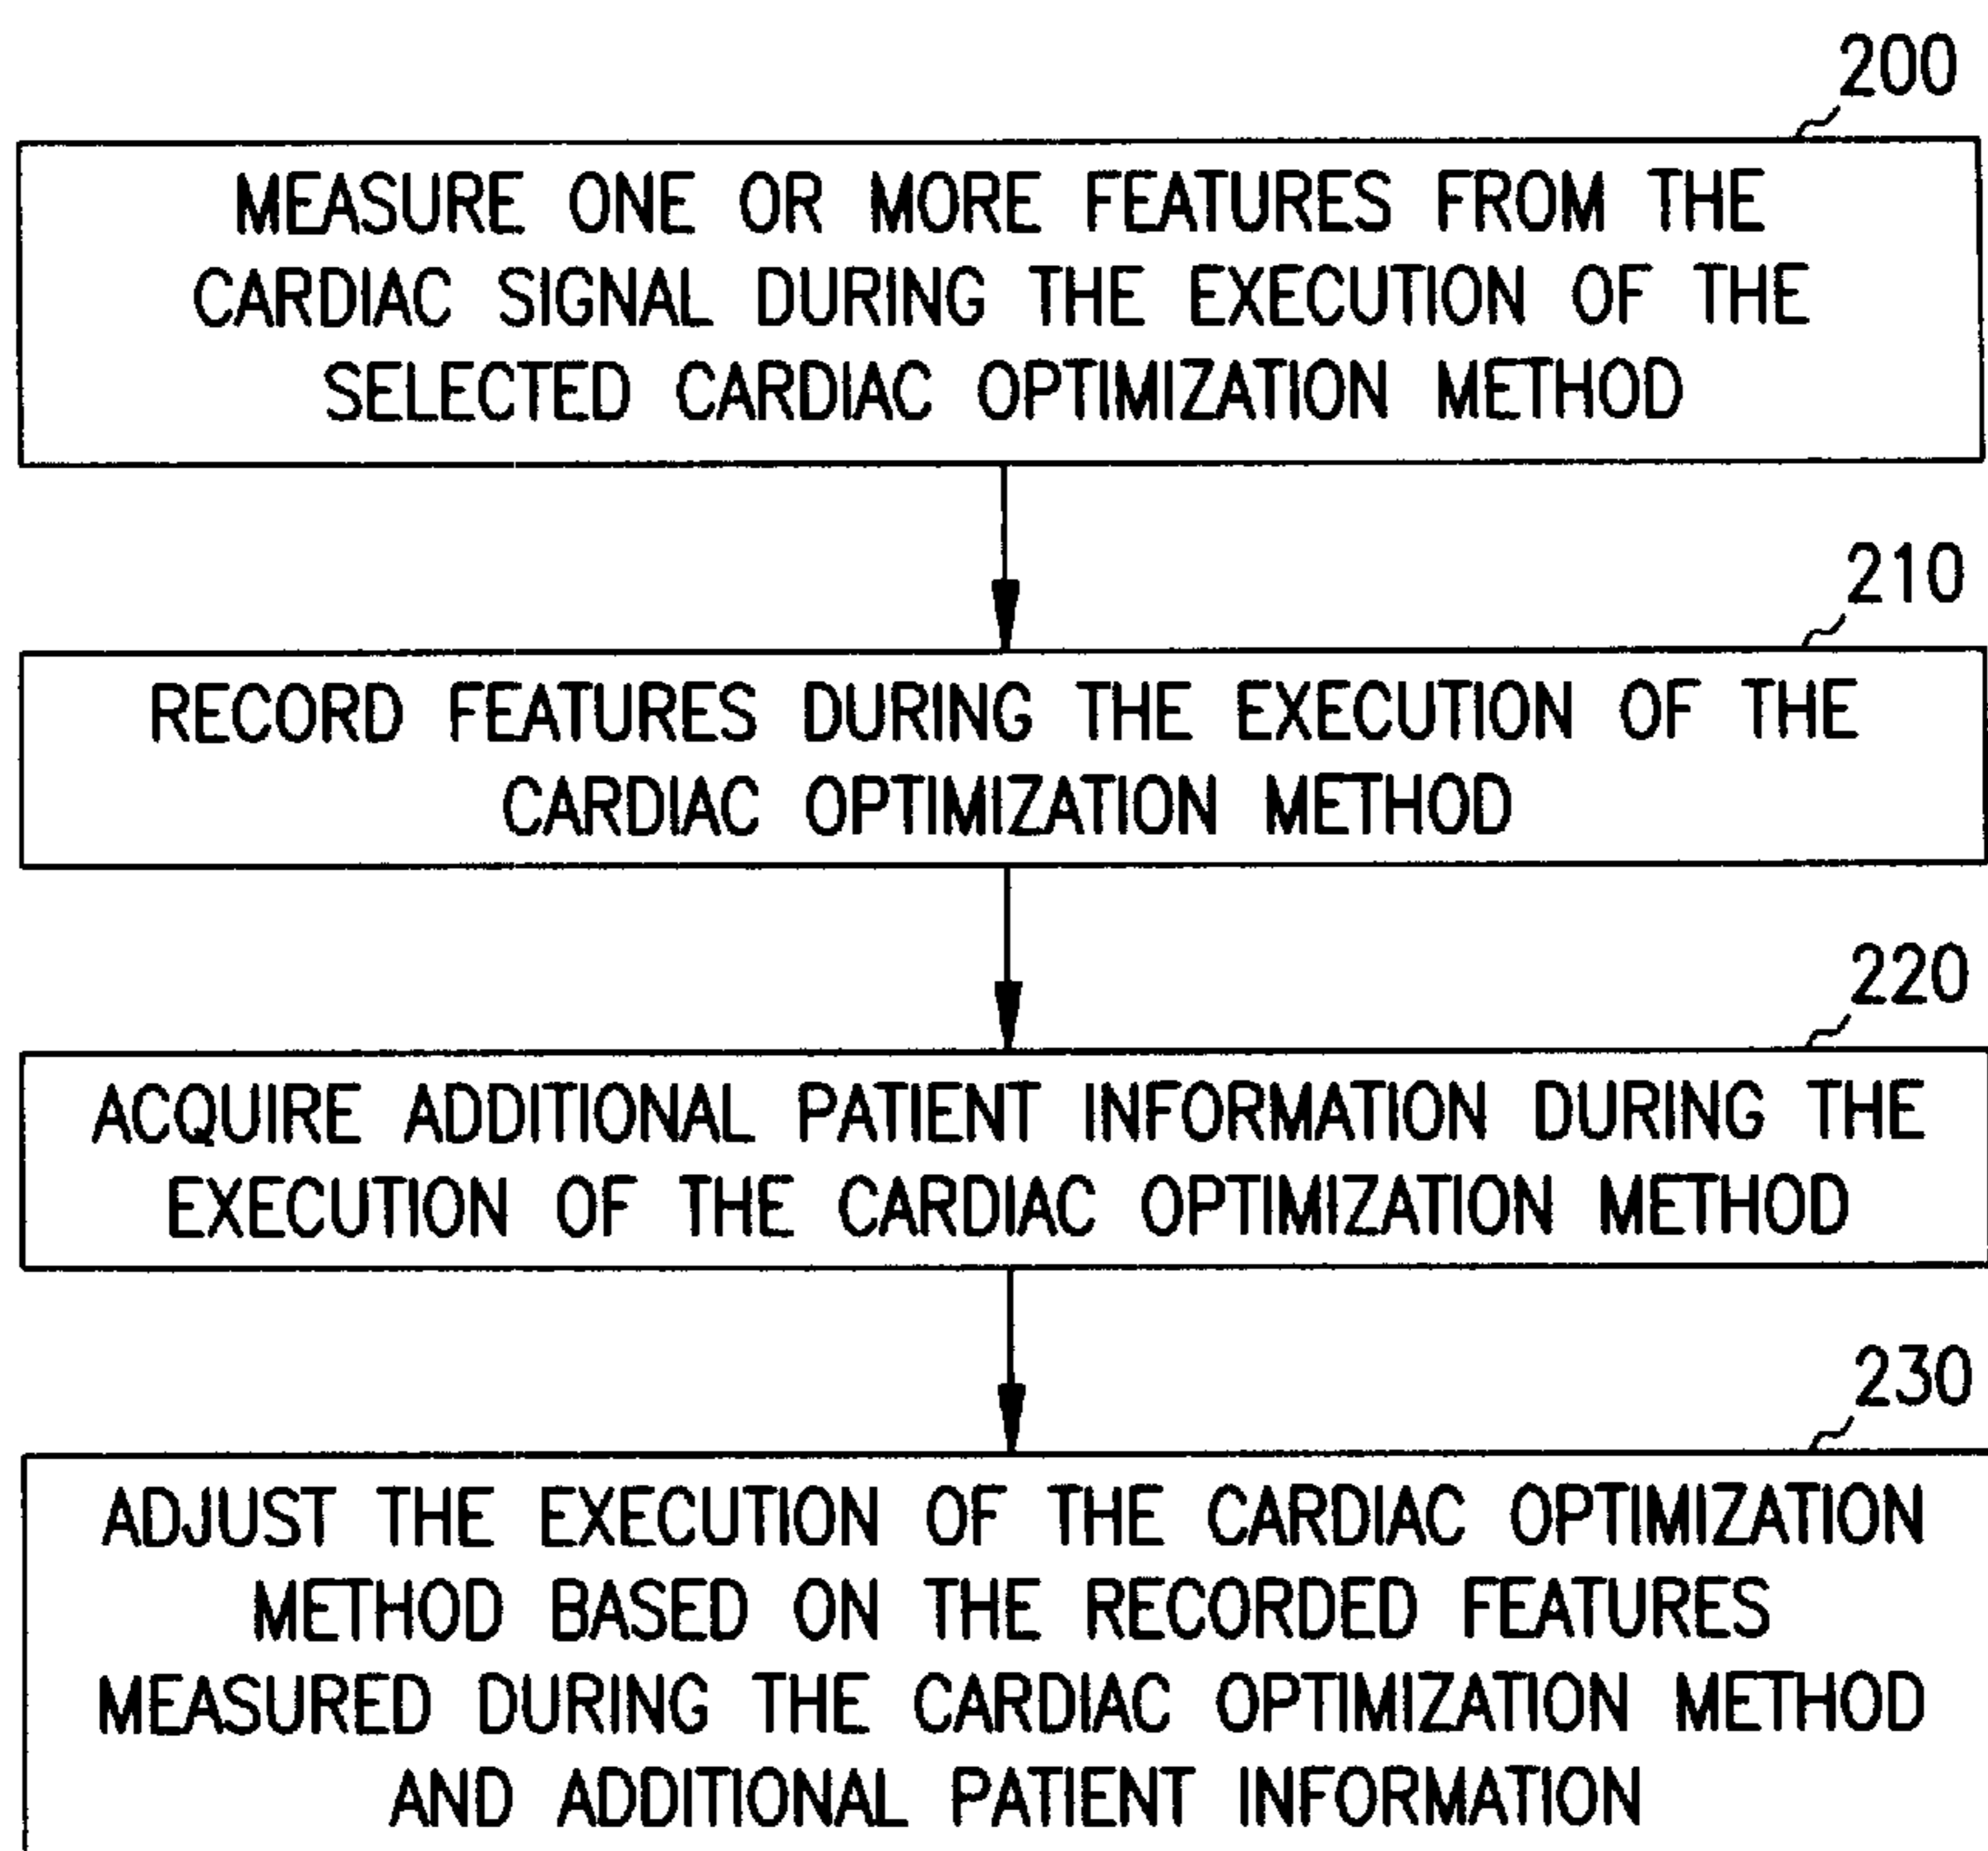 200
MEASURE ONE OR MORE FEATURES FROM THE
CARDIAC SIGNAL DURING THE EXECUTION OF THE
SELECTED CARDIAC OPTIMIZATION METHOD
210
RECORD FEATURES DURING THE EXECUTION OF THE
CARDIAC OPTIMIZATION METHOD
220
ACQUIRE ADDITIONAL PATIENT INFORMATION DURING THE
EXECUTION OF THE CARDIAC OPTIMIZATION METHOD
230
ADJUST THE EXECUTION OF THE CARDIAC OPTIMIZATION
METHOD BASED ON THE RECORDED FEATURES
MEASURED DURING THE CARDIAC OPTIMIZATION METHOD
AND ADDITIONAL PATIENT INFORMATION